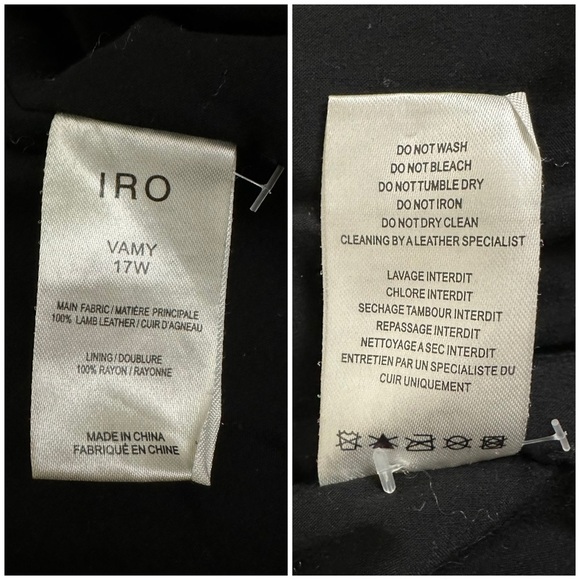 IRO
VAMY
17W
MAIN FABRIC / MATIÈRE PRINCIPALE
100% LAMB LEATHER / CUIR D'AGNEAU
LINING / DOUBLURE
100% RAYON / RAYONNE
MADE IN CHINA
FABRIQUÉ EN CHINE
DO NOT WASH
DO NOT BLEACH
DO NOT TUMBLE DRY
DO NOT IRON
DO NOT DRY CLEAN
CLEANING BY A LEATHER SPECIALIST
LAVAGE INTERDIT
CHLORE INTERDIT
SECHAGE TAMBOUR INTERDIT
REPASSAGE INTERDIT
NETTOYAGE A SEC INTERDIT
ENTRETIEN PAR UN SPECIALISTE DU
CUIR UNIQUEMENT